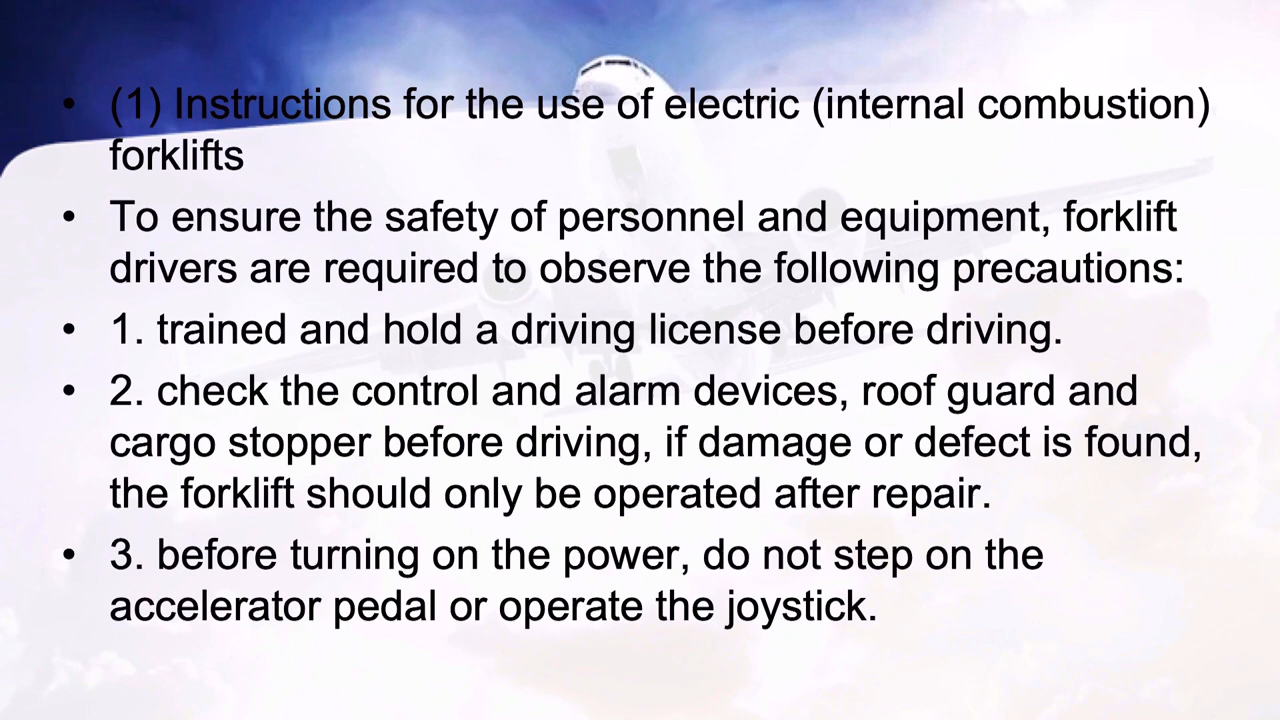 • (1) Instructions for the use of electric (internal combustion)
forklifts
• To ensure the safety of personnel and equipment, forklift
drivers are required to observe the following precautions:
• 1. trained and hold a driving license before driving.
• 2. check the control and alarm devices, roof guard and
cargo stopper before driving, if damage or defect is found,
the forklift should only be operated after repair.
• 3. before turning on the power, do not step on the
accelerator pedal or operate the joystick.